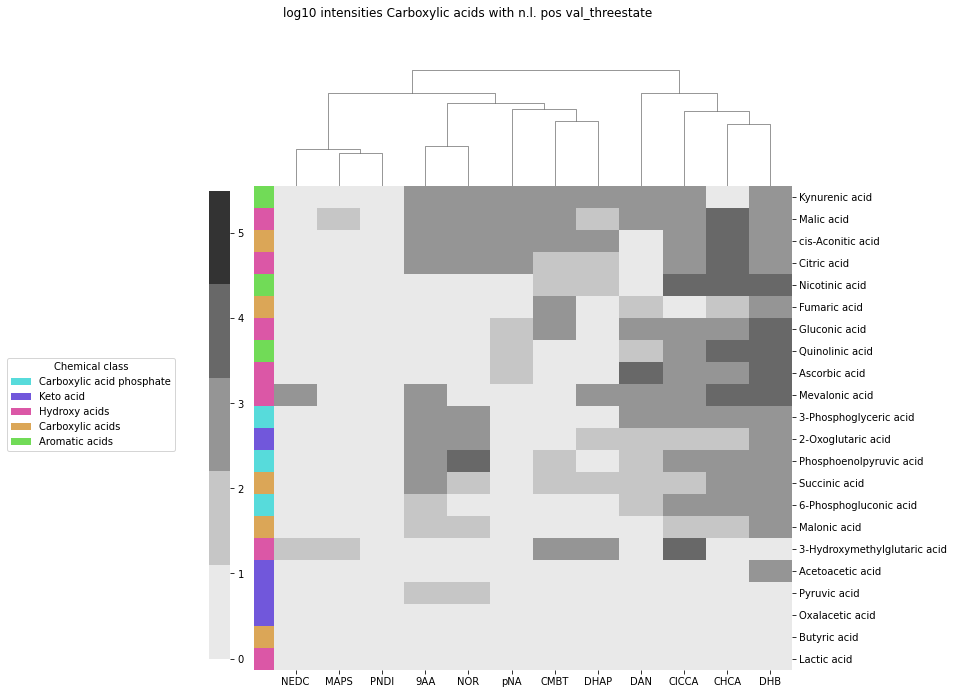 log10 intensities Carboxylic acids with n.l. pos val_threestate
Chemical class
Carboxylic acid phosphate
Keto acid
Hydroxy acids
Carboxylic acids
Aromatic acids
5
4
3
2
1
0
Kynurenic acid
Malic acid
cis-Aconitic acid
Citric acid
Nicotinic acid
Fumaric acid
Gluconic acid
Quinolinic acid
Ascorbic acid
Mevalonic acid
3-Phosphoglyceric acid
2-Oxoglutaric acid
Phosphoenolpyruvic acid
Succinic acid
6-Phosphogluconic acid
Malonic acid
3-Hydroxymethylglutaric acid
Acetoacetic acid
Pyruvic acid
Oxalacetic acid
Butyric acid
Lactic acid
NEDC MAPS PNDI 9AA NOR pNA CMBT DHAP DAN ClCCA CHCA DHB